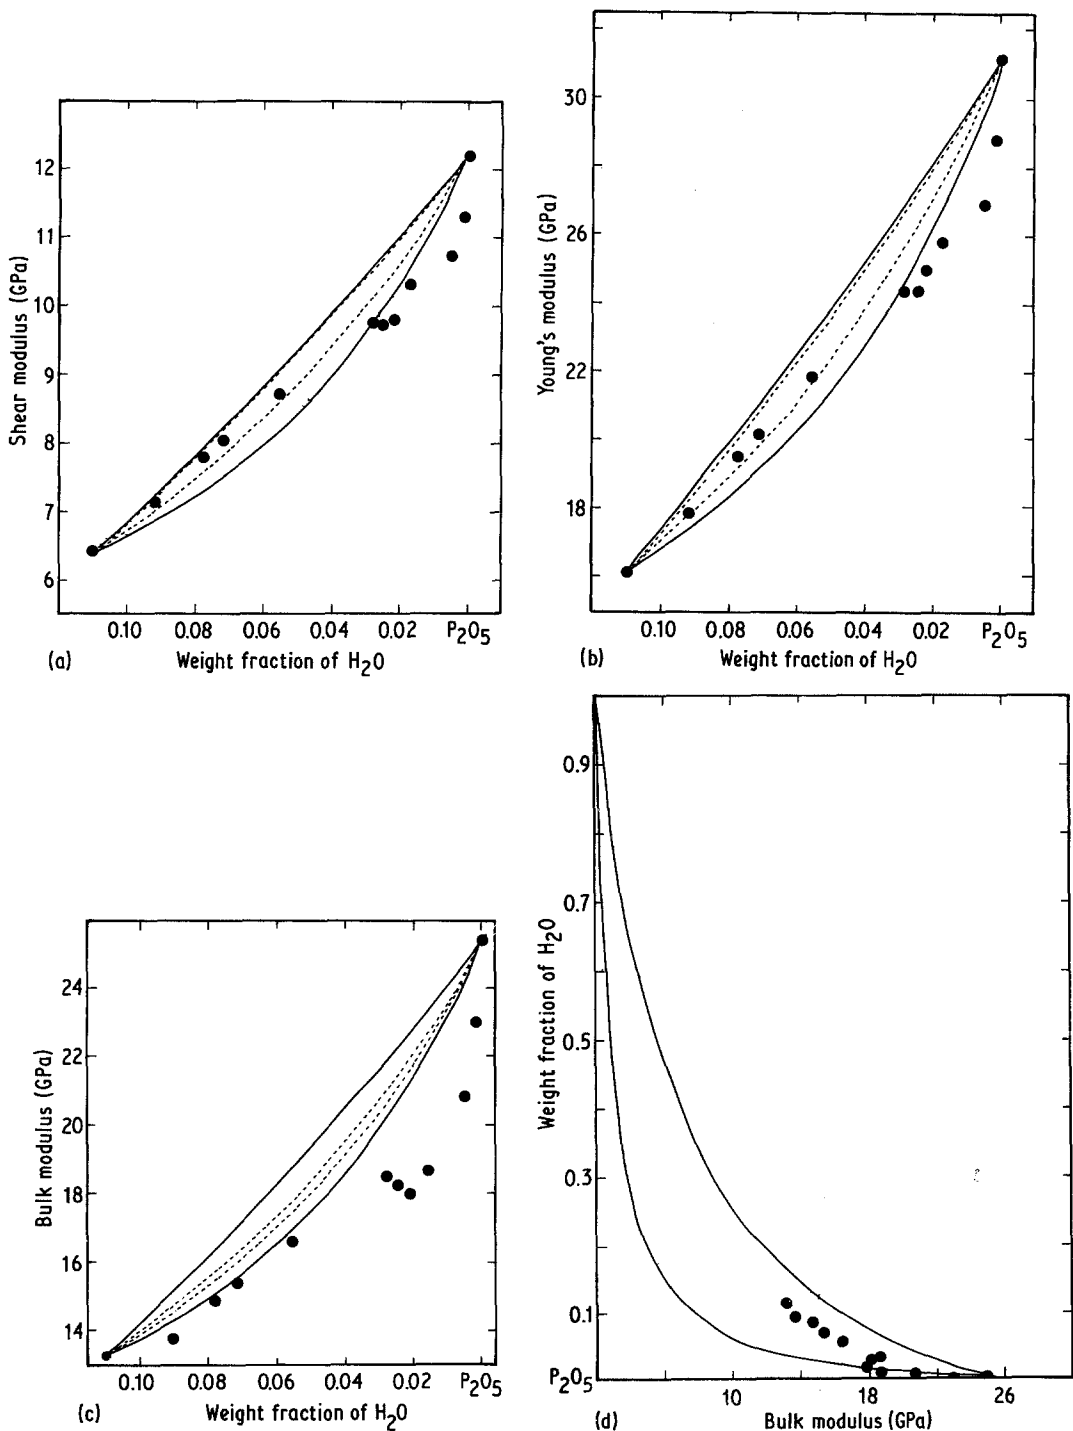 12
11
10
9
8
7
6
Shear modulus (GPa)
0.10 0.08 0.06 0.04 0.02 P₂O₅
(a) Weight fraction of H₂O
30
26
22
18
Young's modulus (GPa)
0.10 0.08 0.06 0.04 0.02 P₂O₅
(b) Weight fraction of H₂O
24
22
20
18
16
14
Bulk modulus (GPa)
0.10 0.08 0.06 0.04 0.02 P₂O₅
(c) Weight fraction of H₂O
0.9
0.7
0.5
0.3
0.1
P₂O₅
Weight fraction of H₂O
10 18 26
(d) Bulk modulus (GPa)